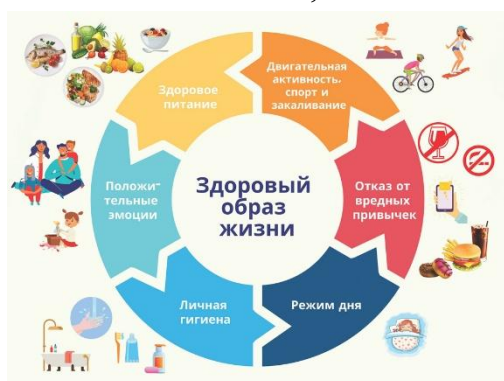 Здоровое
питание
Двигательная
активность,
спорт и
закаливание
Положи-
тельные
эмоции
Здоровый
образ
жизни
Отказ от
вредных
привычек
Личная
гигиена
Режим дня